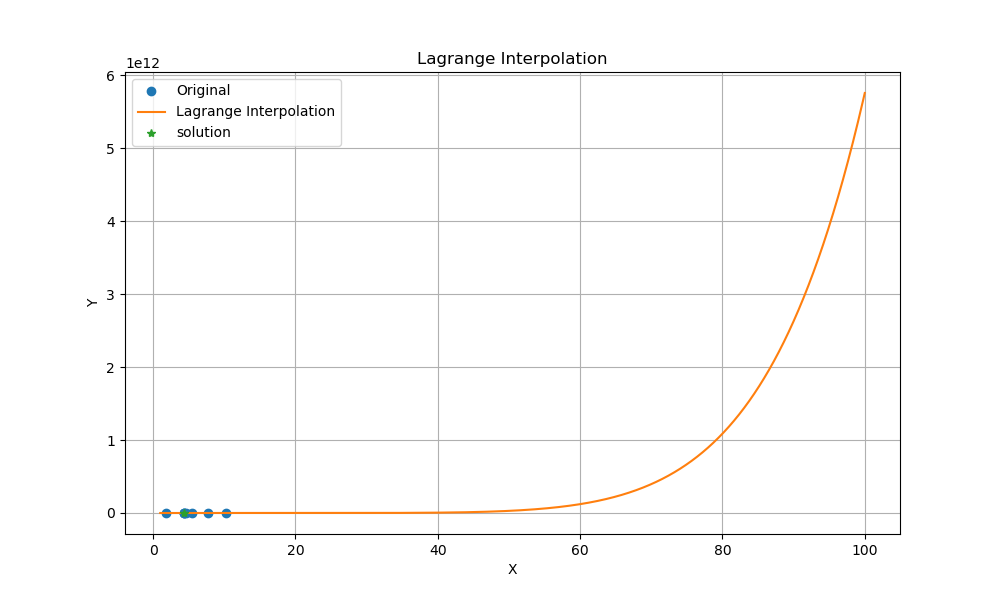 Lagrange Interpolation
1e12
Original
Lagrange Interpolation
solution
6
5
4
3
2
1
0
Y
0 20 40 60 80 100
X